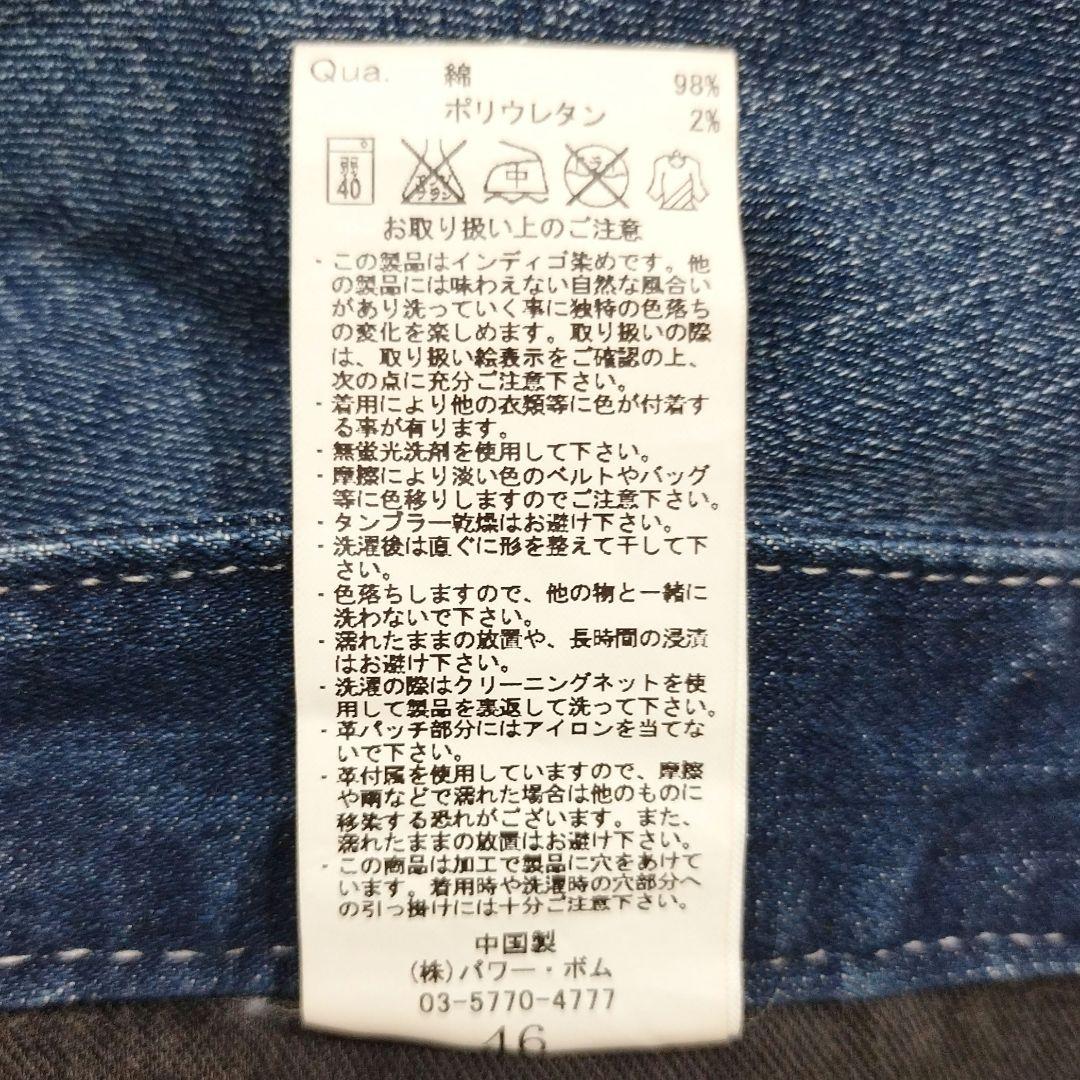 Qua. 綿 98%
ポリウレタン 2%
弱 40 エンソ サラシ 中 ドライ
お取り扱い上のご注意
・この製品はインディゴ染めです。他
の製品には味わえない自然な風合い
があり洗っていく事に独特の色落ち
の変化を楽しめます。取り扱いの際
は、取り扱い絵表示をご確認の上、
次の点に充分ご注意下さい。
・着用により他の衣類等に色が付着す
る事が有ります。
・無蛍光洗剤を使用して下さい。
・摩擦により淡い色のベルトやバッグ
等に色移りしますのでご注意下さい。
・タンブラー乾燥はお避け下さい。
・洗濯後は直ぐに形を整えて干して下
さい。
・色落ちしますので、他の物と一緒に
洗わないで下さい。
・濡れたままの放置や、長時間の浸漬
はお避け下さい。
・洗濯の際はクリーニングネットを使
用して製品を裏返して洗って下さい。
・革パッチ部分にはアイロンを当てな
いで下さい。
・革付属を使用していますので、摩擦
や雨などで濡れた場合は他のものに
移染する恐れがございます。また、
濡れたままの放置はお避け下さい。
・この商品は加工で製品に穴をあけて
います。着用時や洗濯時の穴部分へ
の引っ掛けには十分ご注意下さい。
中国製
(株)パワー・ボム
03-5770-4777
46